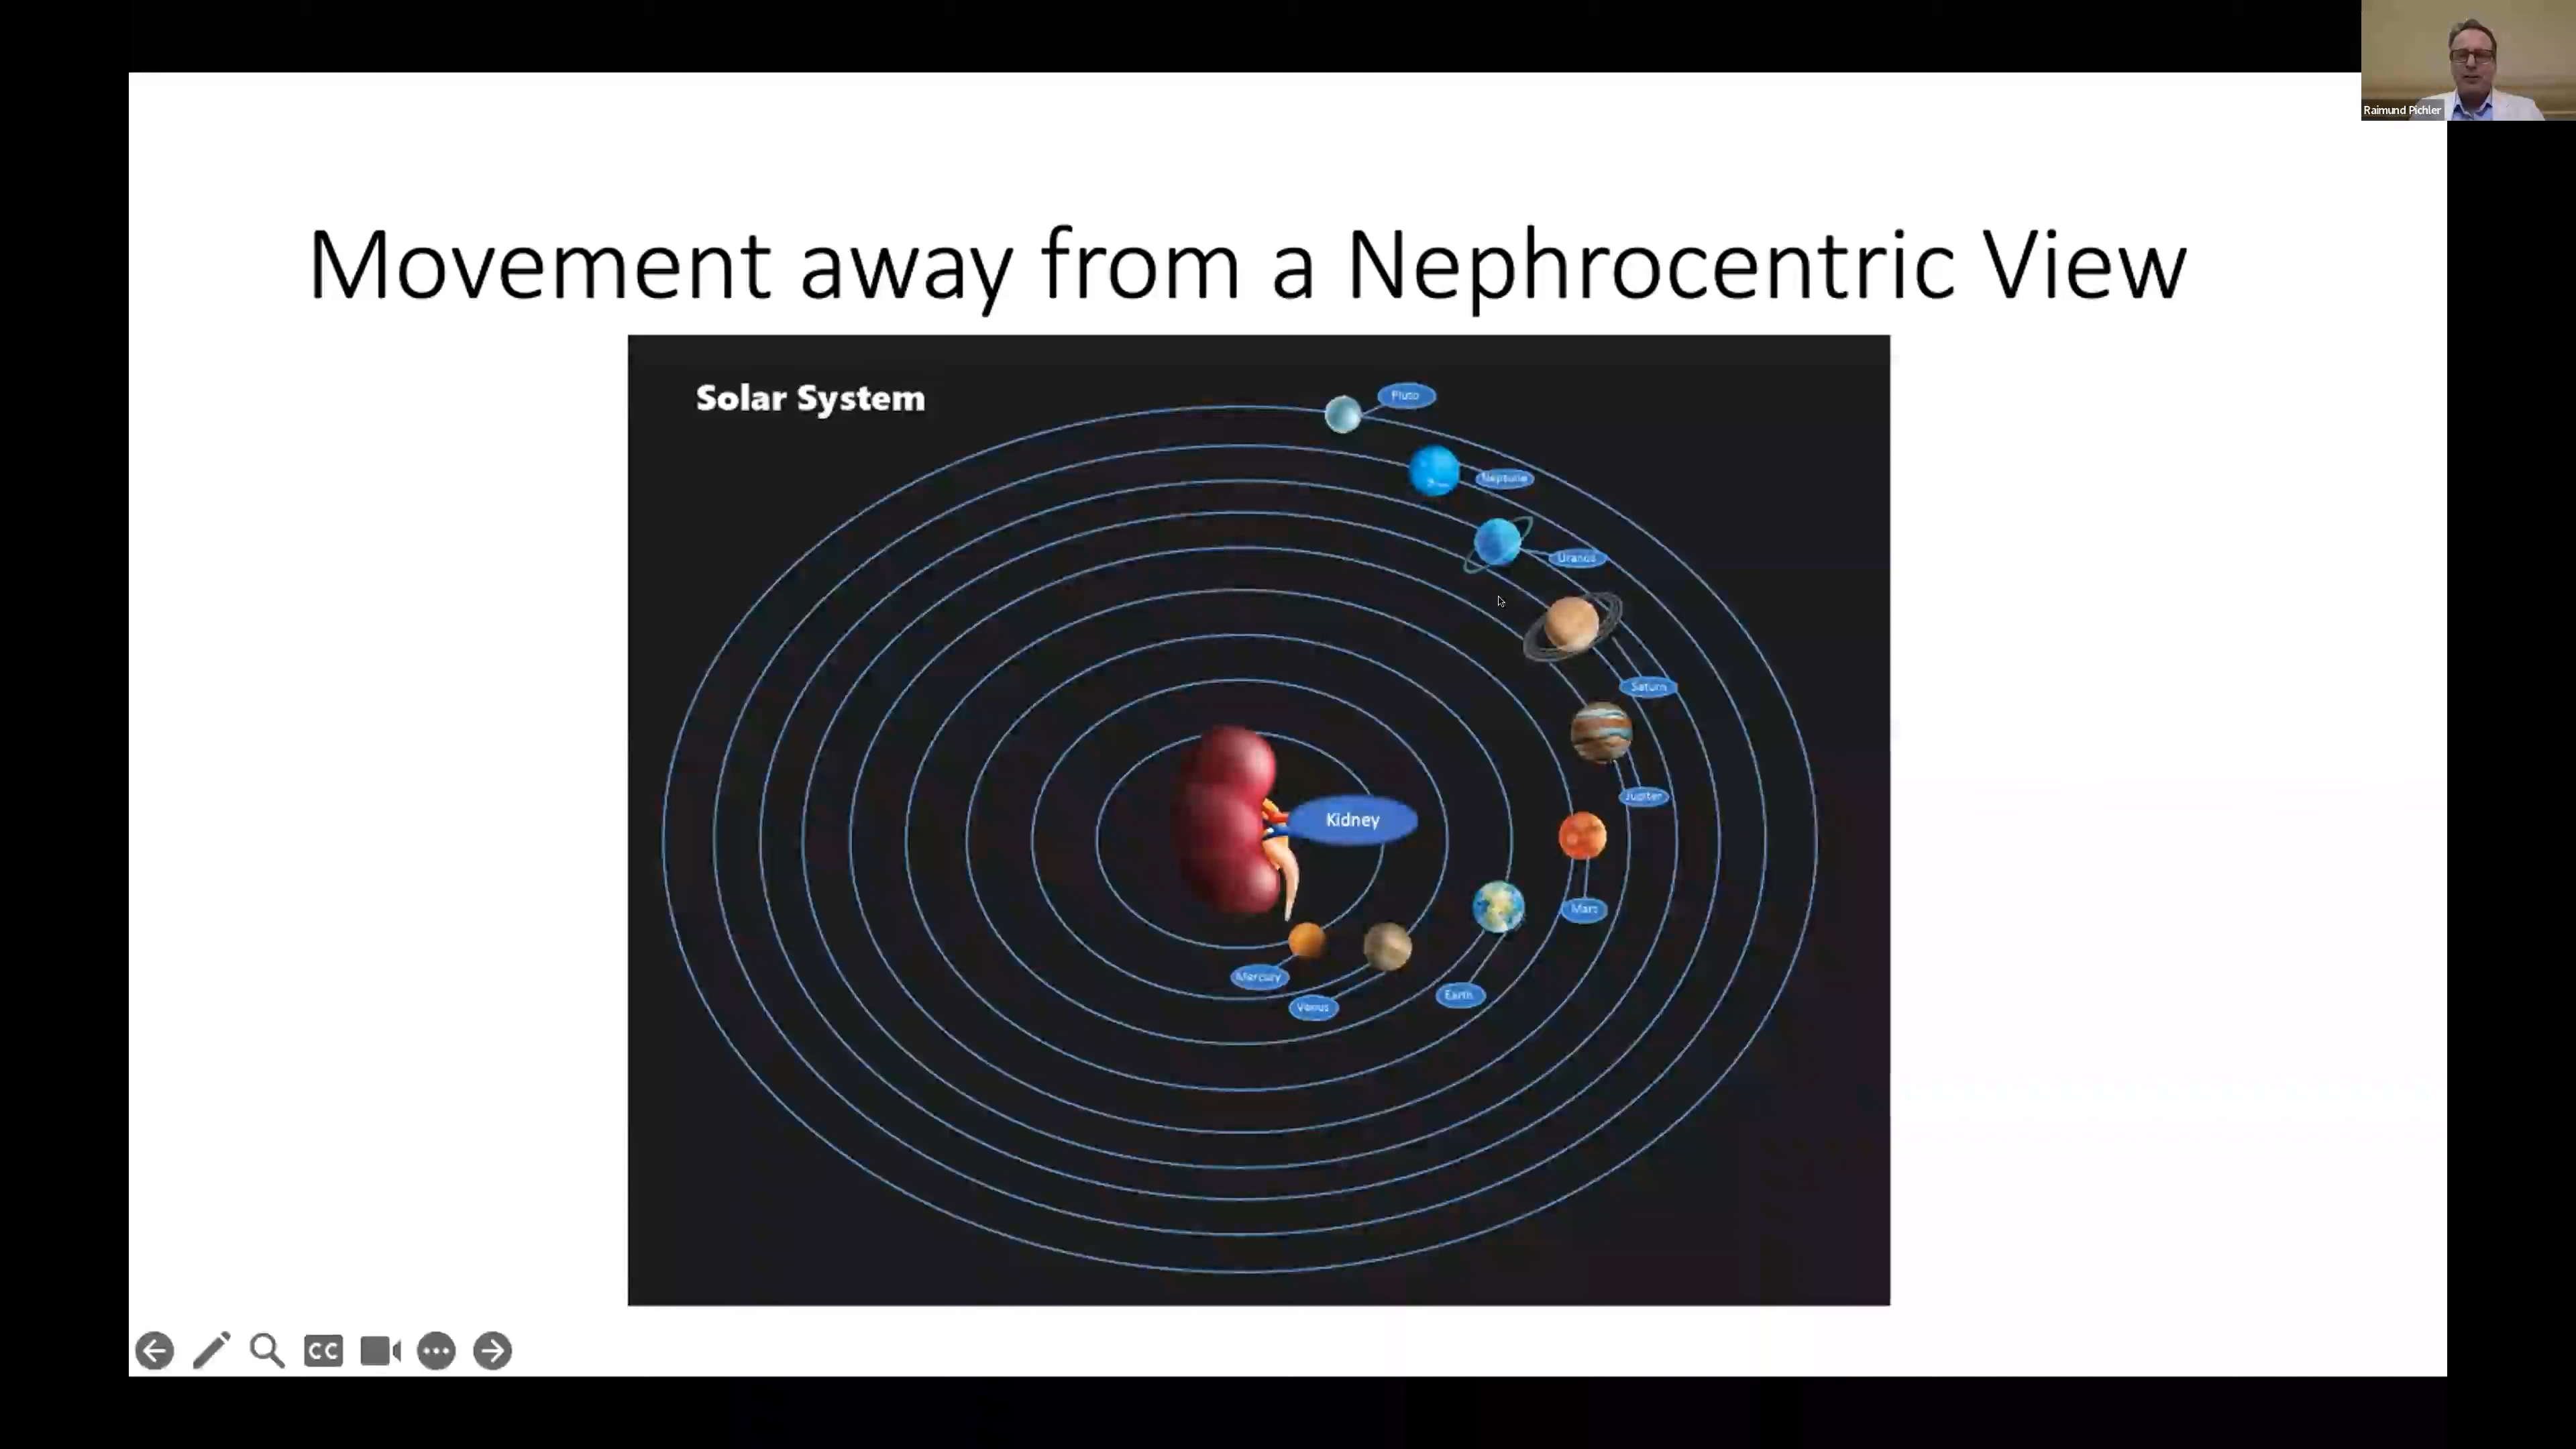 Raimund Pichler
Movement away from a Nephrocentric View
Solar System
Pluto
Neptune
Uranus
Saturn
Jupiter
Kidney
Mars
Mercury
Earth
Venus
CC